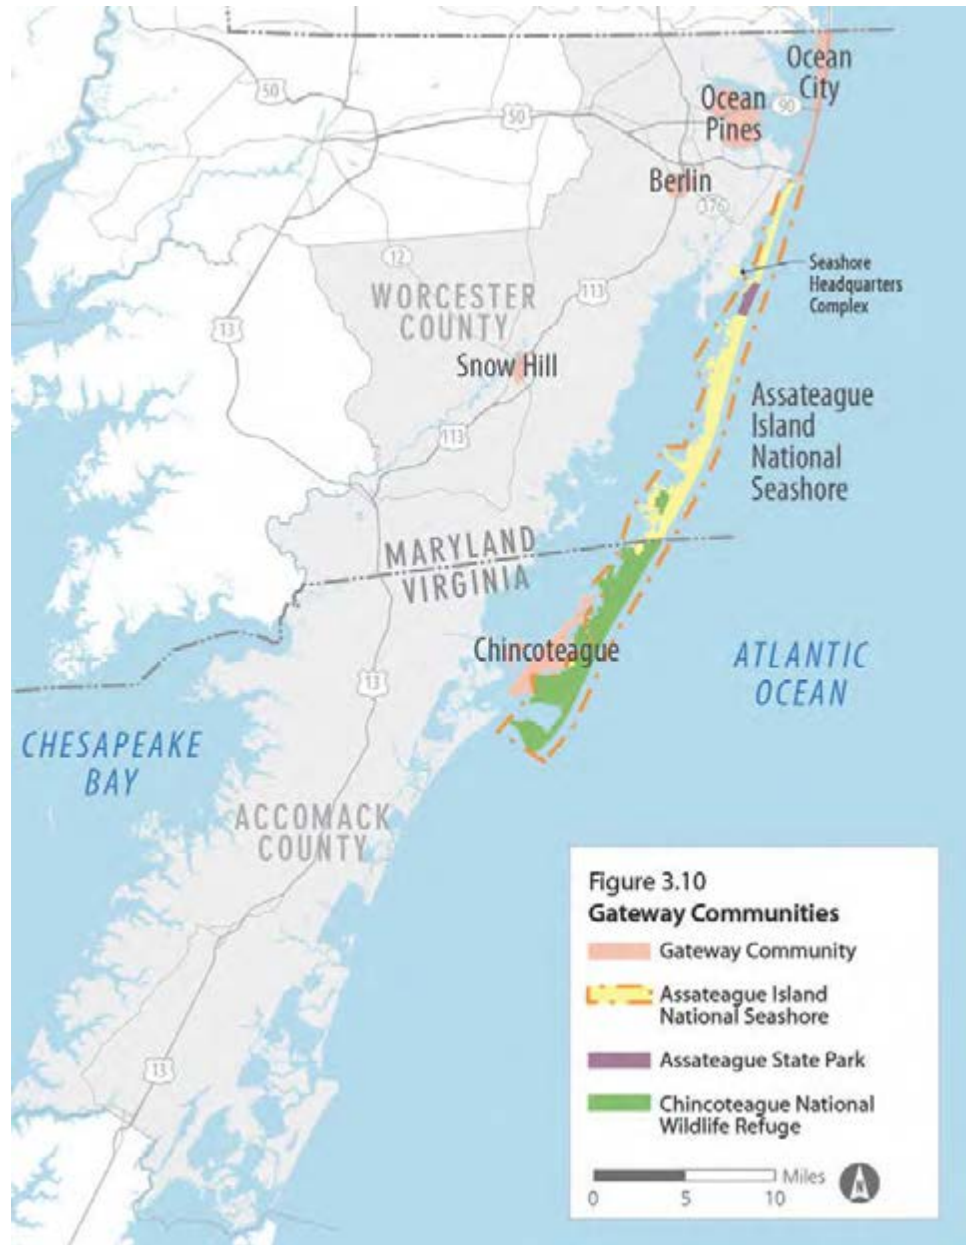 Ocean
City
50
Ocean
Pines
90
50
Berlin
376
12
Seashore
Headquarters
Complex
WORCESTER
COUNTY
113
13
Snow Hill
Assateague
Island
National
Seashore
113
MARYLAND
VIRGINIA
Chincoteague
ATLANTIC
OCEAN
13
CHESAPEAKE
BAY
ACCOMACK
COUNTY
13
Figure 3.10
Gateway Communities
Gateway Community
Assateague Island
National Seashore
Assateague State Park
Chincoteague National
Wildlife Refuge
Miles
0 5 10
N